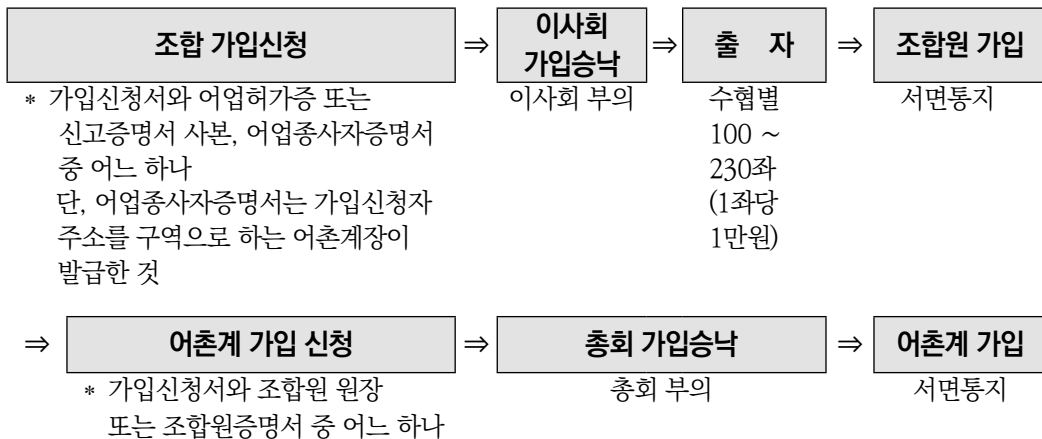 조합 가입신청 ⇒ 이사회 가입승낙 ⇒ 출 자 ⇒ 조합원 가입
* 가입신청서와 어업허가증 또는
신고증명서 사본, 어업종사자증명서
중 어느 하나
단, 어업종사자증명서는 가입신청자
주소를 구역으로 하는 어촌계장이
발급한 것
이사회 부의
수협별
100 ~
230좌
(1좌당
1만원)
서면통지
⇒ 어촌계 가입 신청 ⇒ 총회 가입승낙 ⇒ 어촌계 가입
* 가입신청서와 조합원 원장
또는 조합원증명서 중 어느 하나
총회 부의
서면통지